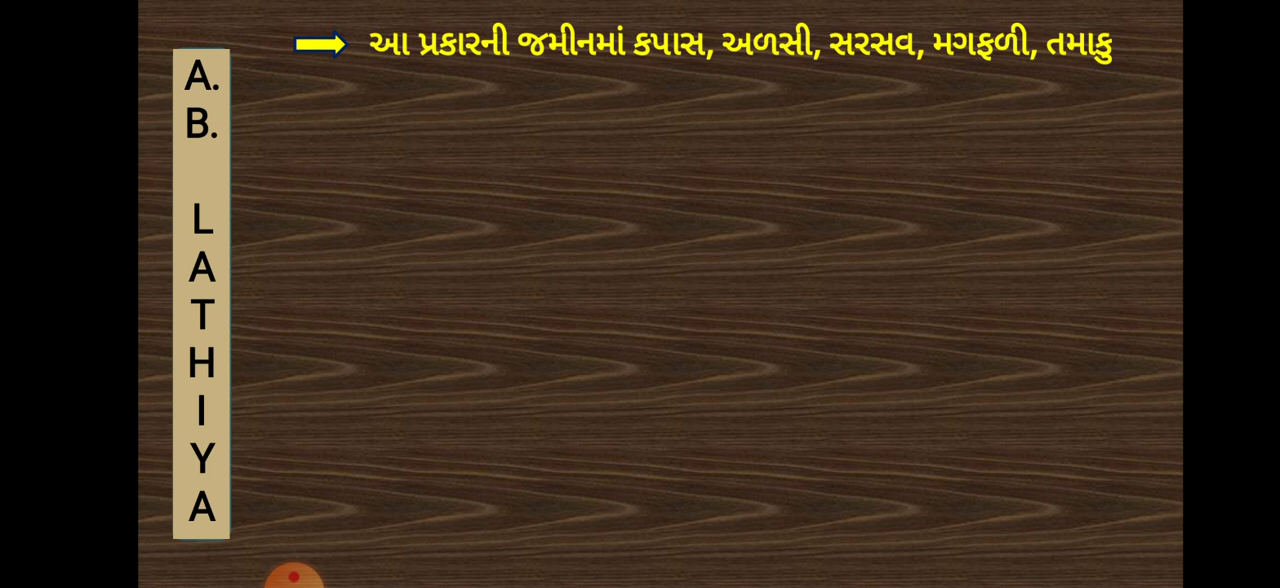 આ પ્રકારની જમીનમાં કપાસ, અળસી, સરસવ, મગફળી, તમાકુ
A.
B.
L
A
T
H
I
Y
A